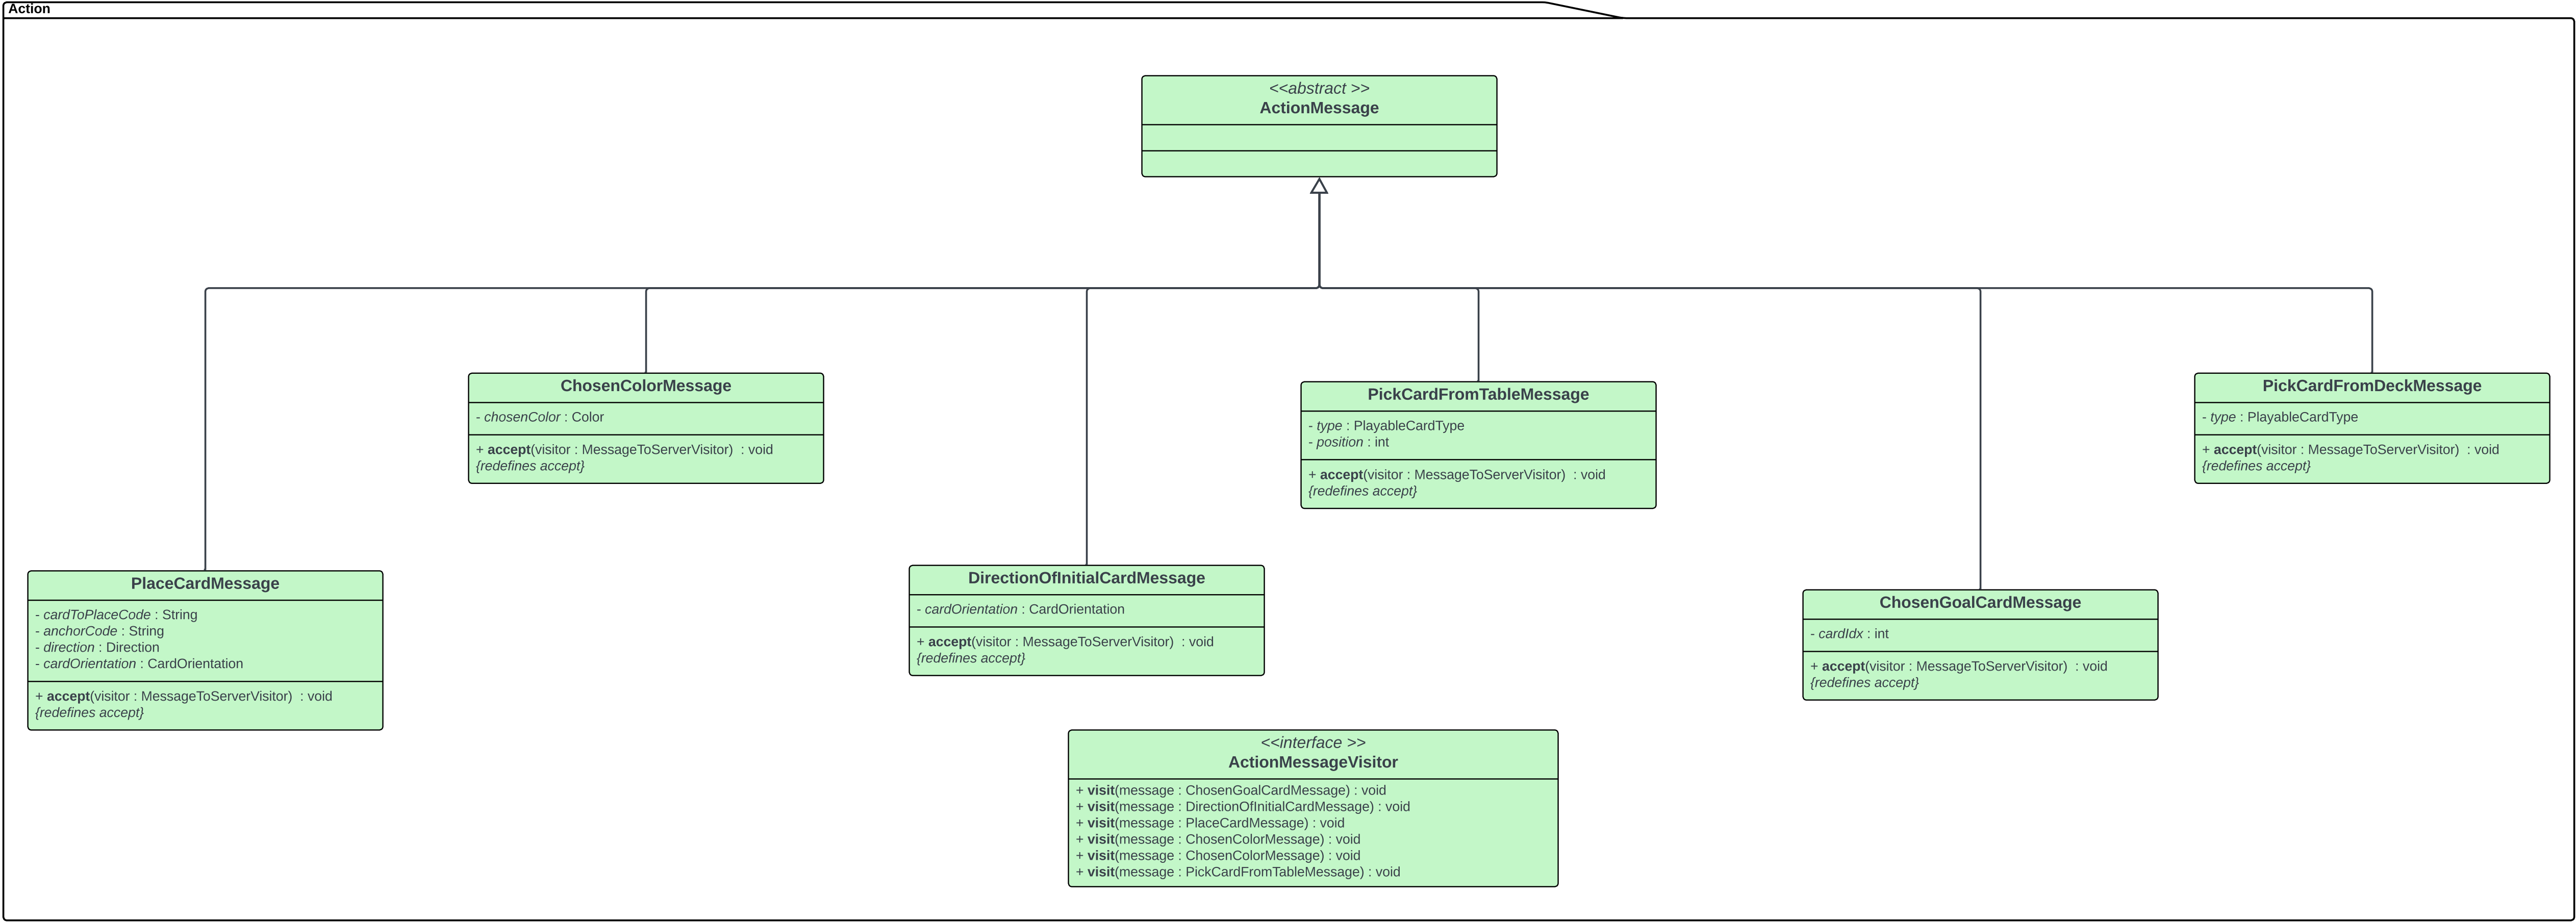 Action
<<abstract >>
ActionMessage
ChosenColorMessage
- chosenColor : Color
+ accept(visitor : MessageToServerVisitor)  : void
{redefines accept}
PickCardFromTableMessage
- type : PlayableCardType
- position : int
+ accept(visitor : MessageToServerVisitor)  : void
{redefines accept}
PickCardFromDeckMessage
- type : PlayableCardType
+ accept(visitor : MessageToServerVisitor)  : void
{redefines accept}
PlaceCardMessage
- cardToPlaceCode : String
- anchorCode : String
- direction : Direction
- cardOrientation : CardOrientation
+ accept(visitor : MessageToServerVisitor)  : void
{redefines accept}
DirectionOfInitialCardMessage
- cardOrientation : CardOrientation
+ accept(visitor : MessageToServerVisitor)  : void
{redefines accept}
ChosenGoalCardMessage
- cardIdx : int
+ accept(visitor : MessageToServerVisitor)  : void
{redefines accept}
<<interface >>
ActionMessageVisitor
+ visit(message : ChosenGoalCardMessage) : void
+ visit(message : DirectionOfInitialCardMessage) : void
+ visit(message : PlaceCardMessage) : void
+ visit(message : ChosenColorMessage) : void
+ visit(message : ChosenColorMessage) : void
+ visit(message : PickCardFromTableMessage) : void